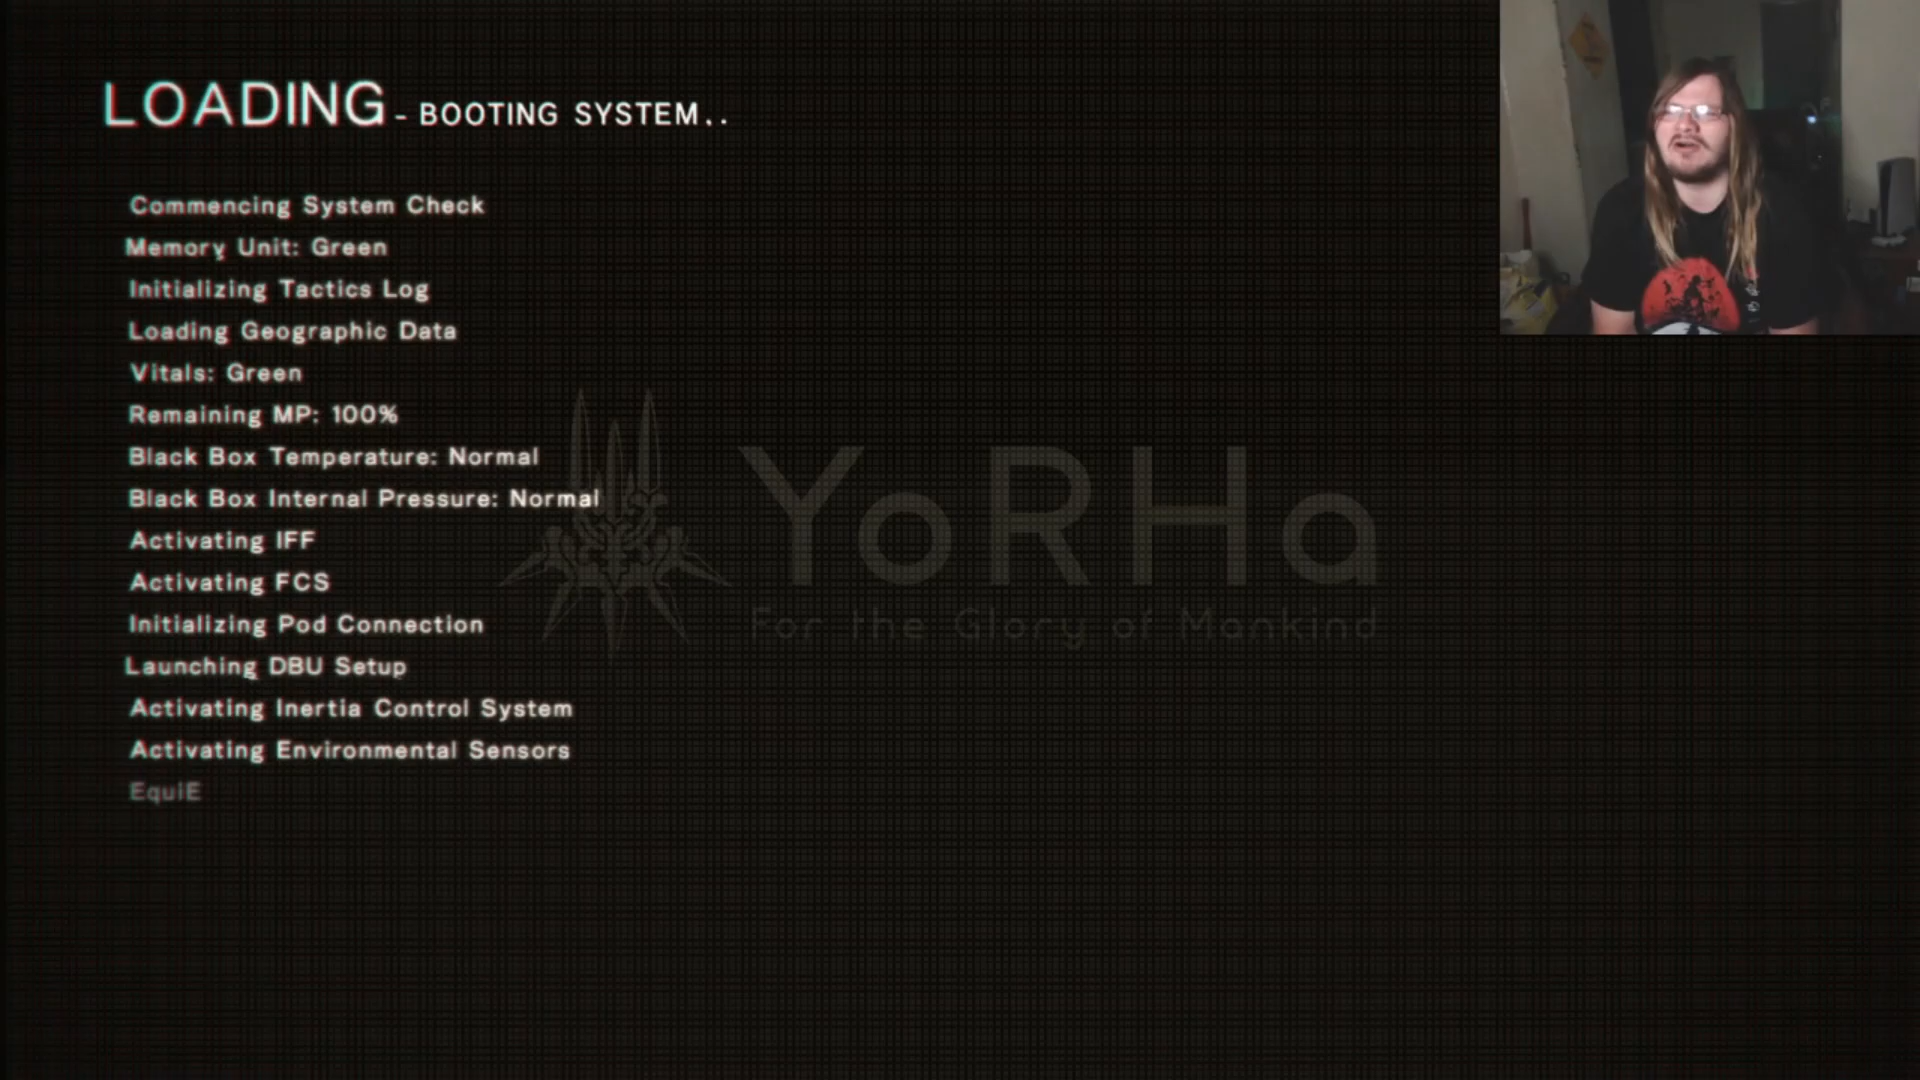 LOADING - BOOTING SYSTEM..
Commencing System Check
Memory Unit: Green
Initializing Tactics Log
Loading Geographic Data
Vitals: Green
Remaining MP: 100%
Black Box Temperature: Normal
Black Box Internal Pressure: Normal
Activating IFF
Activating FCS
Initializing Pod Connection
Launching DBU Setup
Activating Inertia Control System
Activating Environmental Sensors
EquiE
YoRHa
For the Glory of Mankind